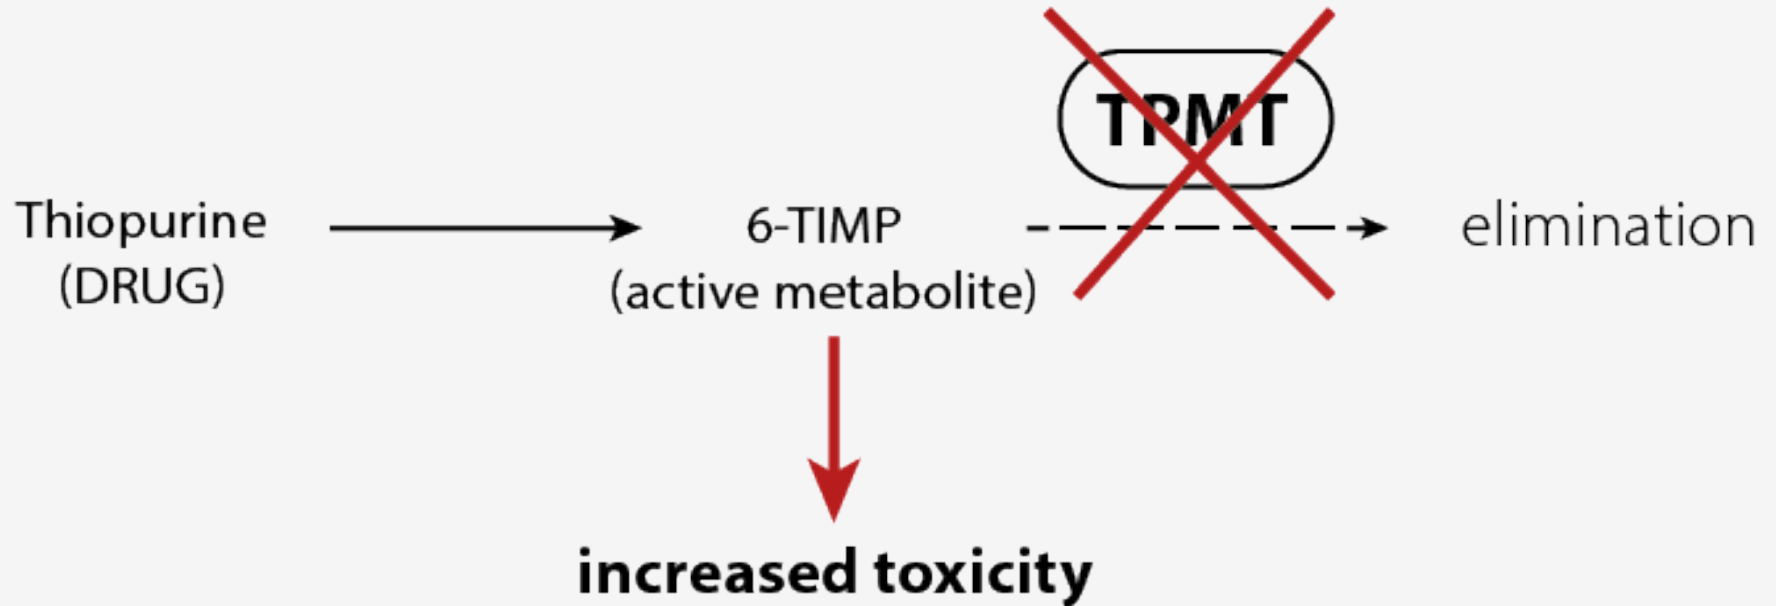 TPMT
Thiopurine
(DRUG)
6-TIMP
(active metabolite)
elimination
increased toxicity